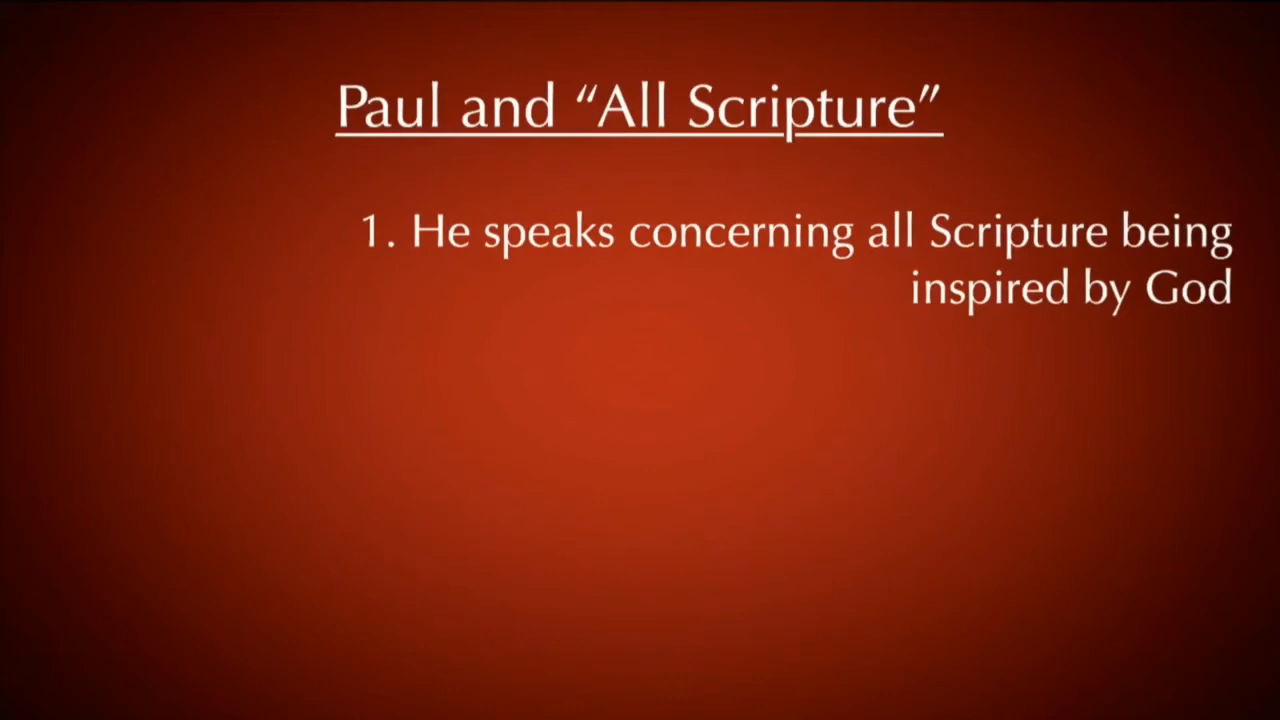 Paul and “All Scripture”
1. He speaks concerning all Scripture being
inspired by God